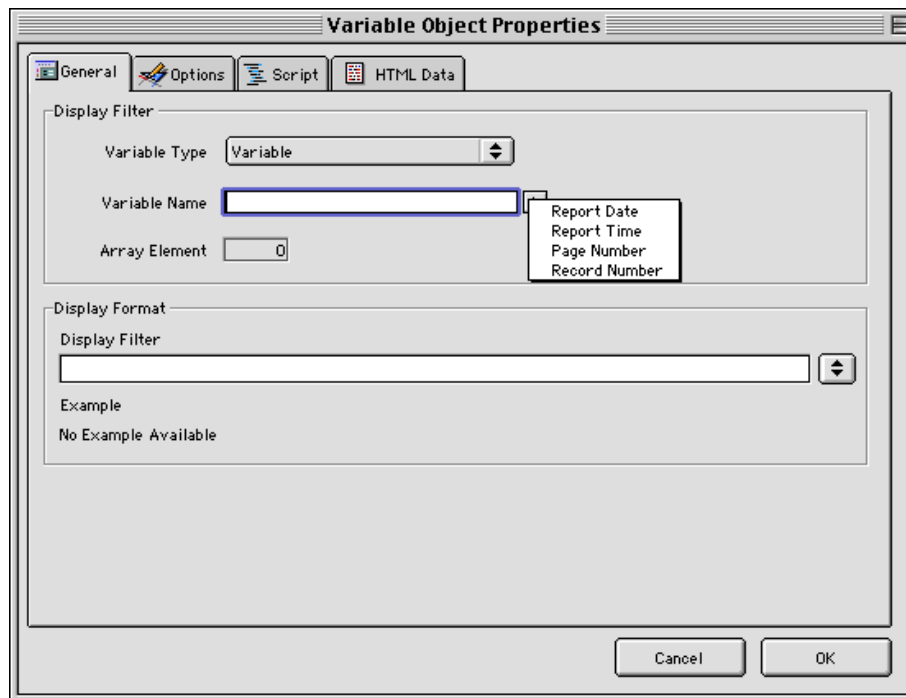 Variable Object Properties
General Options Script HTML Data
Display Filter
Variable Type Variable
Variable Name
Report Date
Report Time
Page Number
Record Number
Array Element 0
Display Format
Display Filter
Example
No Example Available
Cancel OK